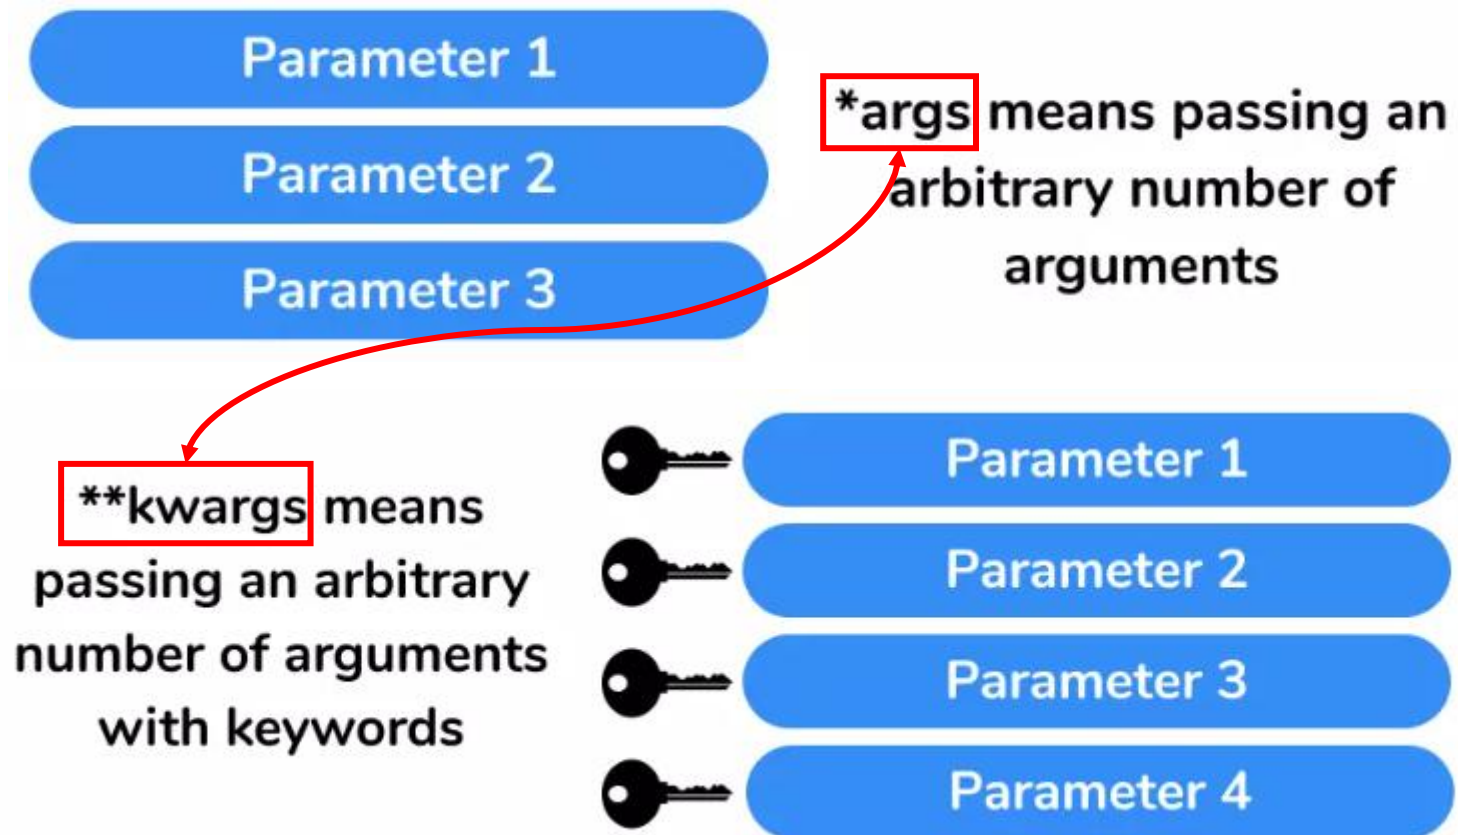 Parameter 1
Parameter 2
Parameter 3
*args means passing an
arbitrary number of
arguments
**kwargs means
passing an arbitrary
number of arguments
with keywords
Parameter 1
Parameter 2
Parameter 3
Parameter 4